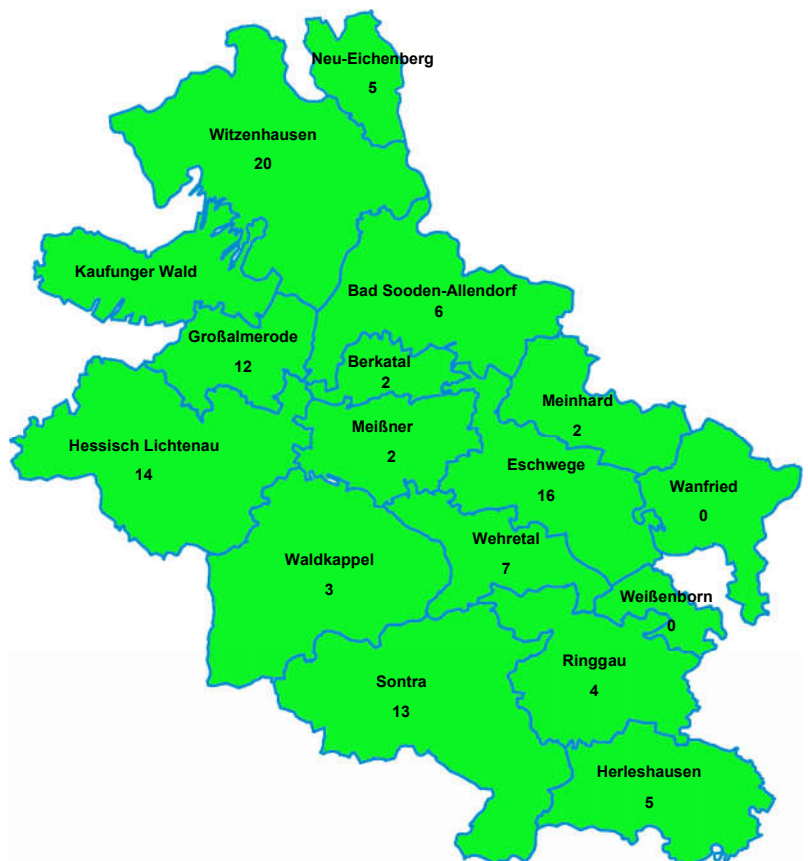 Neu-Eichenberg
5
Witzenhausen
20
Kaufunger Wald
Bad Sooden-Allendorf
6
Großalmerode
12
Berkatal
2
Meinhard
2
Meißner
2
Hessisch Lichtenau
14
Eschwege
16
Wanfried
0
Wehretal
7
Waldkappel
3
Weißenborn
0
Ringgau
4
Sontra
13
Herleshausen
5